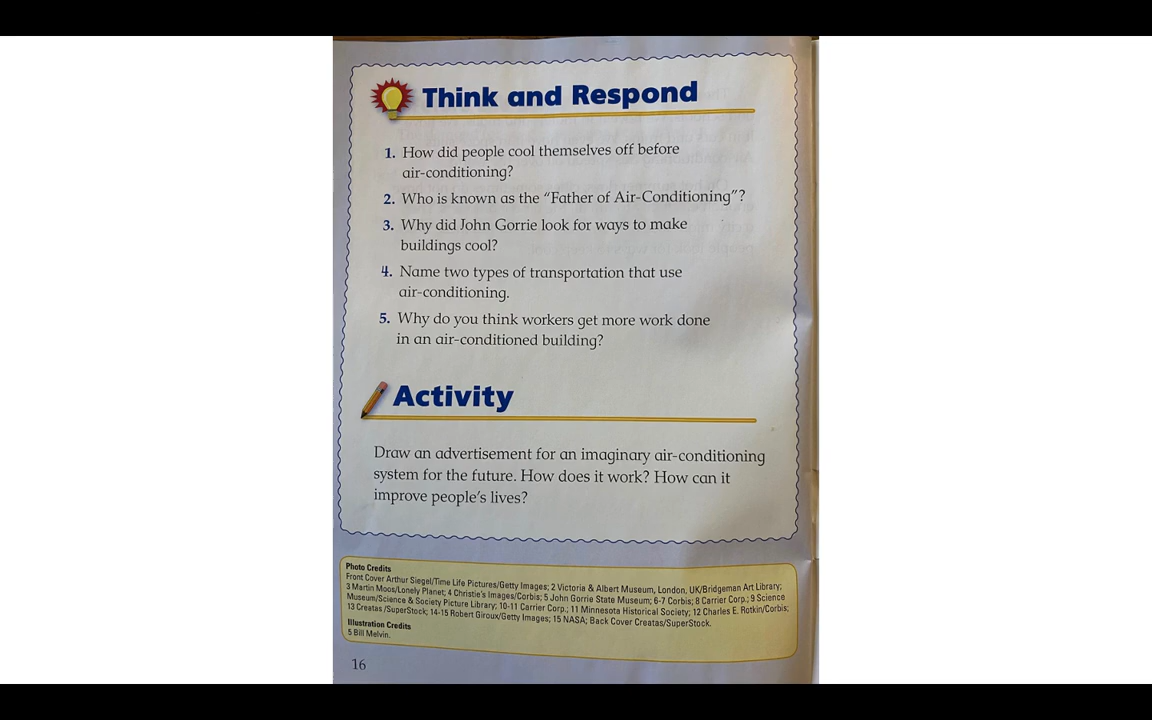 Think and Respond
1. How did people cool themselves off before
air-conditioning?
2. Who is known as the “Father of Air-Conditioning”?
3. Why did John Gorrie look for ways to make
buildings cool?
4. Name two types of transportation that use
air-conditioning.
5. Why do you think workers get more work done
in an air-conditioned building?
Activity
Draw an advertisement for an imaginary air-conditioning
system for the future. How does it work? How can it
improve people’s lives?
Photo Credits
Front Cover Arthur Siegel/Time Life Pictures/Getty Images; 2 Victoria & Albert Museum, London, UK/Bridgeman Art Library;
3 Martin Moos/Lonely Planet; 4 Christie's Images/Corbis; 5 John Gorrie State Museum; 6-7 Corbis; 8 Carrier Corp.; 9 Science
Museum/Science & Society Picture Library; 10-11 Carrier Corp.; 11 Minnesota Historical Society; 12 Charles E. Rotkin/Corbis;
13 Creatas /SuperStock; 14-15 Robert Giroux/Getty Images; 15 NASA; Back Cover Creatas/SuperStock.
Illustration Credits
5 Bill Melvin.
16